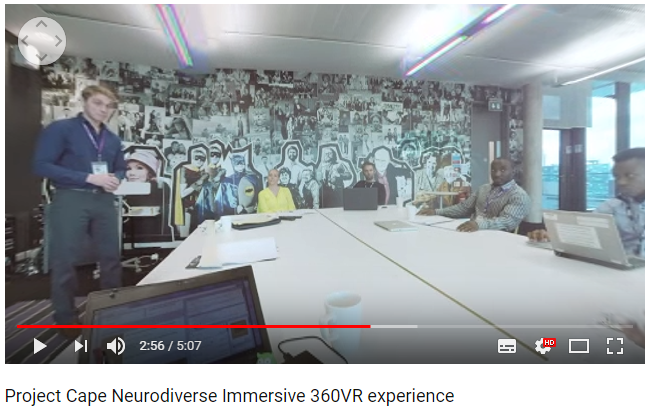 HD
2:56 / 5:07
Project Cape Neurodiverse Immersive 360VR experience